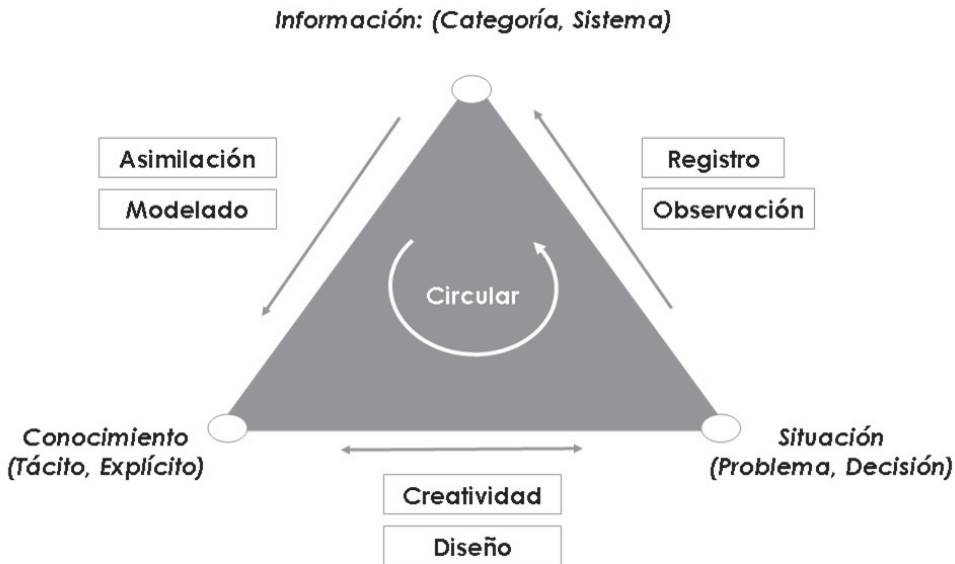 Información: (Categoría, Sistema)
Asimilación
Modelado
Registro
Observación
Circular
Conocimiento
(Tácito, Explícito)
Situación
(Problema, Decisión)
Creatividad
Diseño